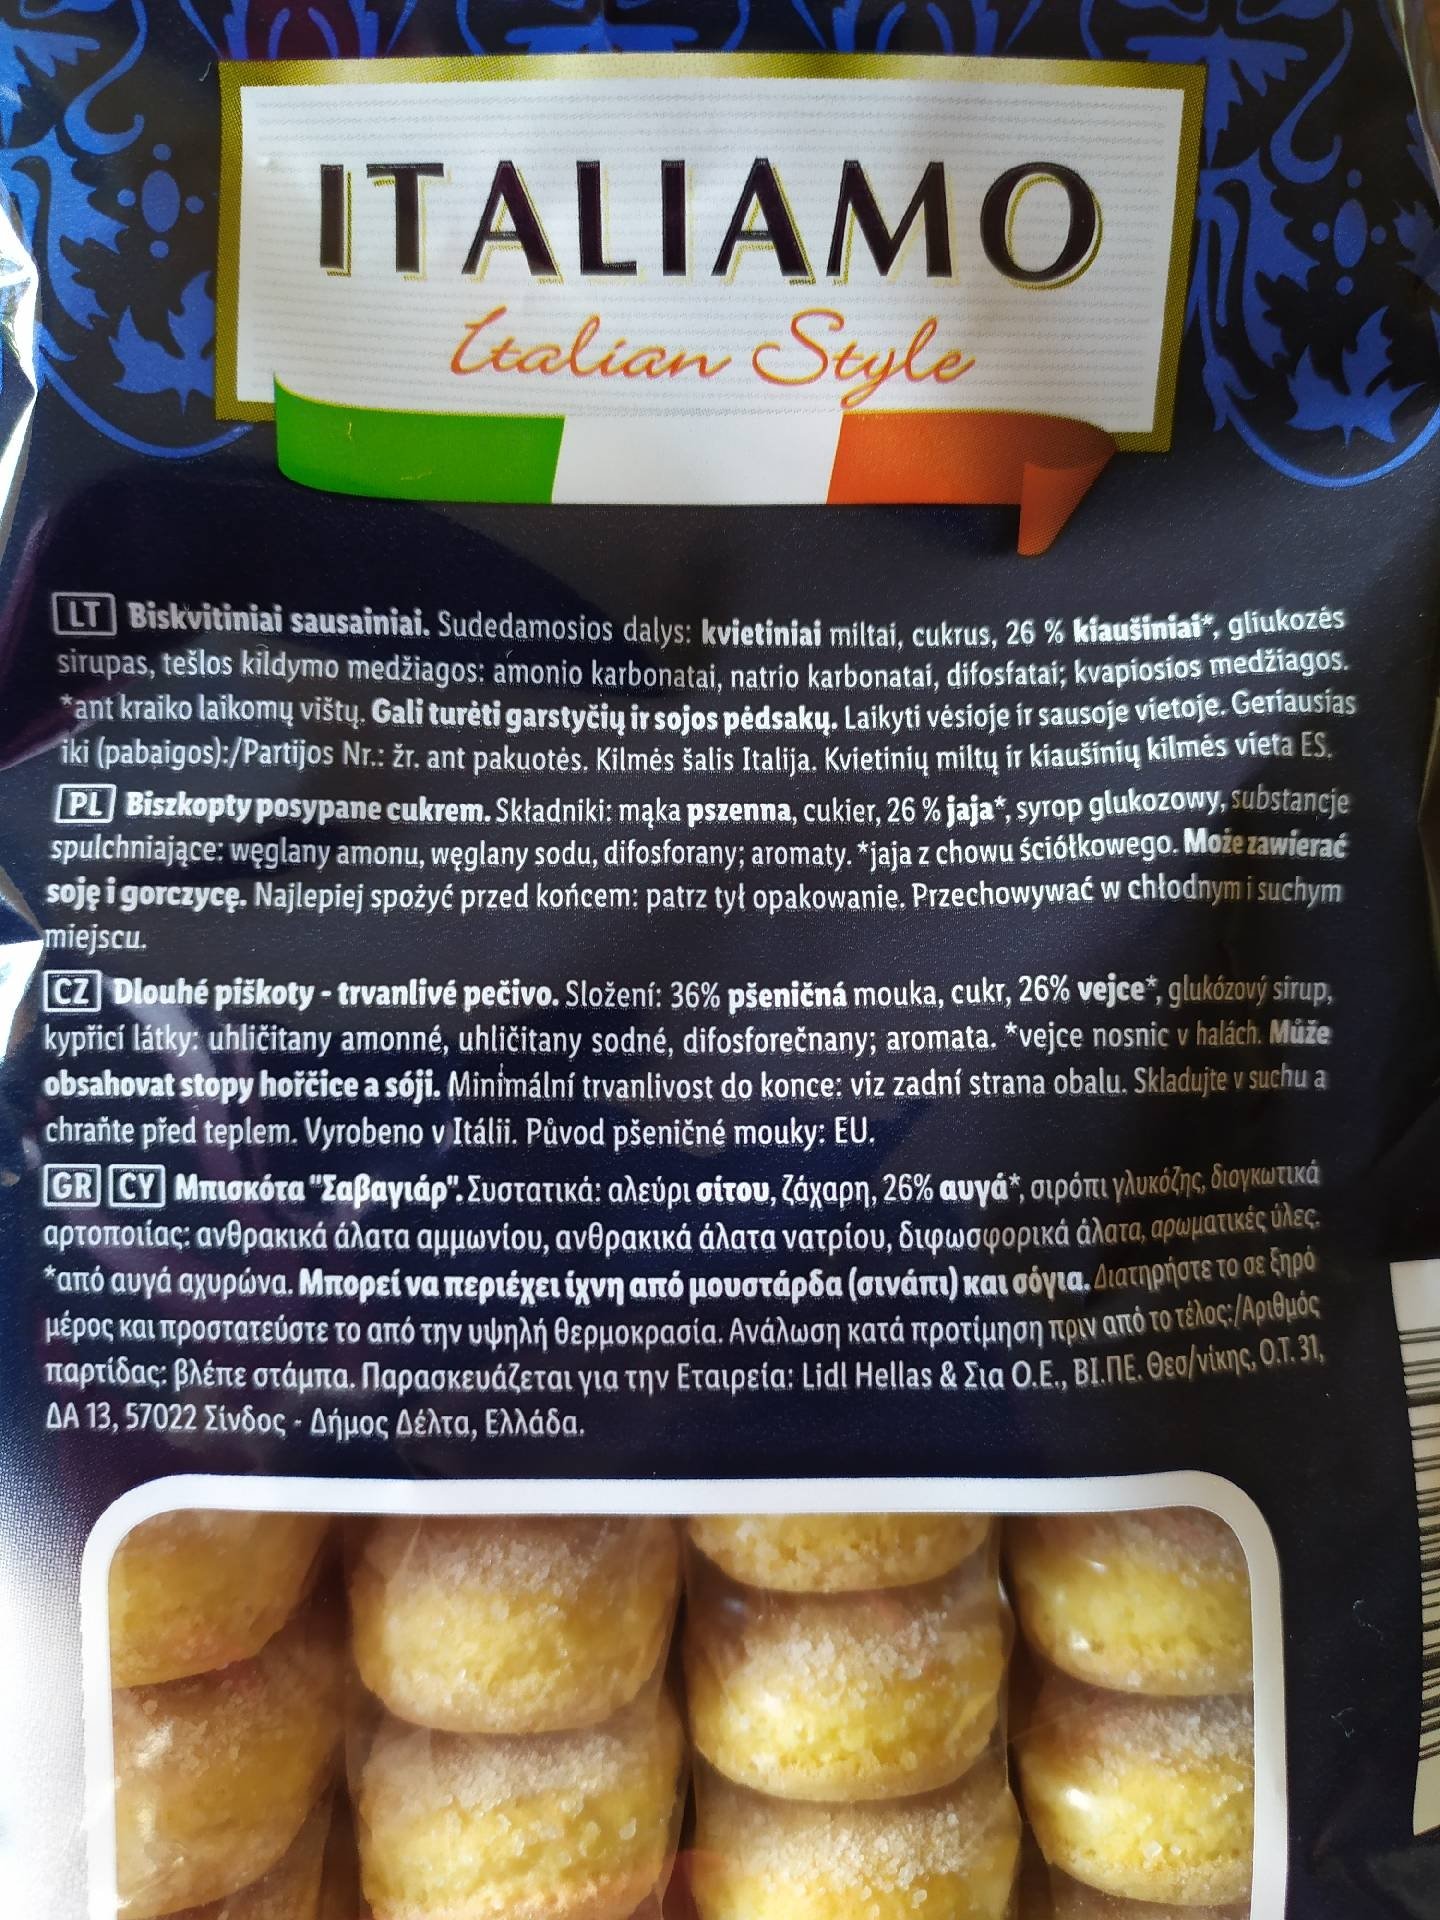 ITALIAMO
Italian Style
LT Biskvitiniai sausainiai. Sudedamosios dalys: kvietiniai miltai, cukrus, 26 % kiaušiniai*, gliukozės
sirupas, tešlos kildymo medžiagos: amonio karbonatai, natrio karbonatai, difosfatai; kvapiosios medžiagos.
*ant kraiko laikomų vištų. Gali turėti garstyčių ir sojos pėdsakų. Laikyti vėsioje ir sausoje vietoje. Geriausias
iki (pabaigos):/Partijos Nr.: žr. ant pakuotės. Kilmės šalis Italija. Kvietinių miltų ir kiaušinių kilmės vieta ES.
PL Biszkopty posypane cukrem. Składniki: mąka pszenna, cukier, 26 % jaja*, syrop glukozowy, substancje
spulchniające: węglany amonu, węglany sodu, difosforany; aromaty. *jaja z chowu ściółkowego. Może zawierać
soję i gorczycę. Najlepiej spożyć przed końcem: patrz tył opakowanie. Przechowywać w chłodnym i suchym
miejscu.
CZ Dlouhé piškoty - trvanlivé pečivo. Složení: 36% pšeničná mouka, cukr, 26% vejce*, glukózový sirup,
kypřicí látky: uhličitany amonné, uhličitany sodné, difosforečnany; aromata. *vejce nosnic v halách. Může
obsahovat stopy hořčice a sóji. Minimální trvanlivost do konce: viz zadní strana obalu. Skladujte v suchu a
chraňte před teplem. Vyrobeno v Itálii. Původ pšeničné mouky: EU.
GR CY Μπισκότα "Σαβαγιάρ". Συστατικά: αλεύρι σίτου, ζάχαρη, 26% αυγά*, σιρόπι γλυκόζης, διογκωτικά
αρτοποιίας: ανθρακικά άλατα αμμωνίου, ανθρακικά άλατα νατρίου, διφωσφορικά άλατα, αρωματικές ύλες.
*από αυγά αχυρώνα. Μπορεί να περιέχει ίχνη από μουστάρδα (σινάπι) και σόγια. Διατηρήστε το σε ξηρό
μέρος και προστατεύστε το από την υψηλή θερμοκρασία. Ανάλωση κατά προτίμηση πριν από το τέλος:/Αριθμός
παρτίδας: βλέπε στάμπα. Παρασκευάζεται για την Εταιρεία: Lidl Hellas & Σια Ο.Ε., ΒΙ.ΠΕ. Θεσ/νίκης, Ο.Τ. 31,
ΔΑ 13, 57022 Σίνδος - Δήμος Δέλτα, Ελλάδα.